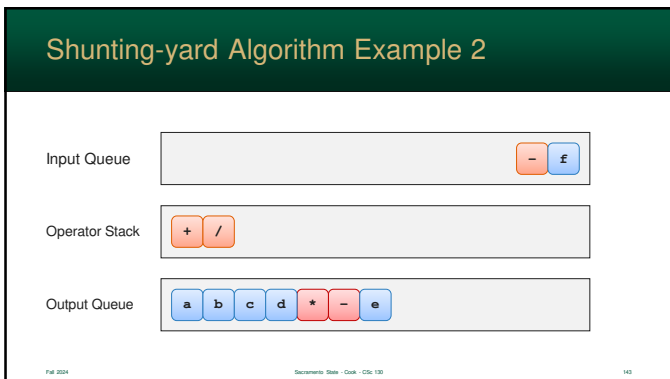 Shunting-yard Algorithm Example 2
Input Queue - f
Operator Stack + /
Output Queue a b c d * - e
Fall 2024 Sacramento State - Cook - CSc 130 143